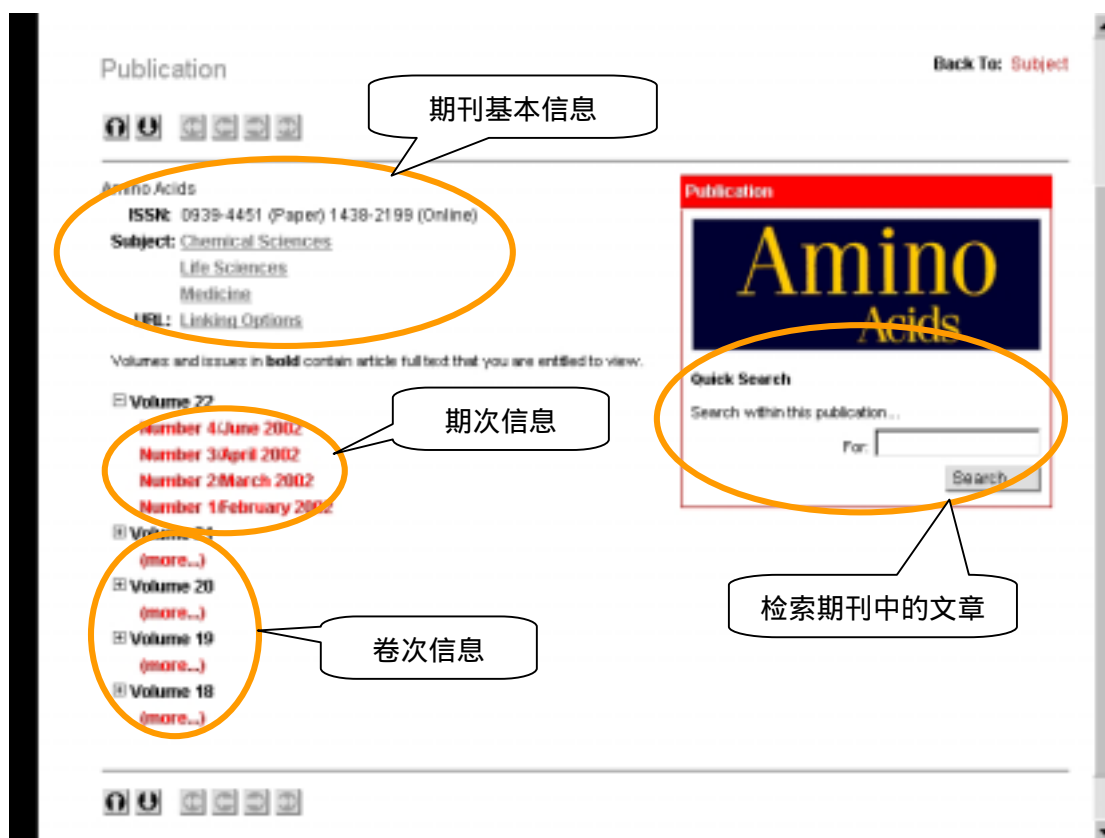 Publication
Back To: Subject
期刊基本信息
Amino Acids
ISSN: 0939-4451 (Paper) 1438-2199 (Online)
Subject: Chemical Sciences
Life Sciences
Medicine
URL: Linking Options
Volumes and issues in bold contain article full text that you are entitled to view.
Volume 22
Number 4/June 2002
Number 3/April 2002
Number 2/March 2002
Number 1/February 2002
期次信息
Volume 21
(more...)
Volume 20
(more...)
Volume 19
(more...)
Volume 18
(more...)
卷次信息
Publication
Amino
Acids
Quick Search
Search within this publication...
For:
Search...
检索期刊中的文章